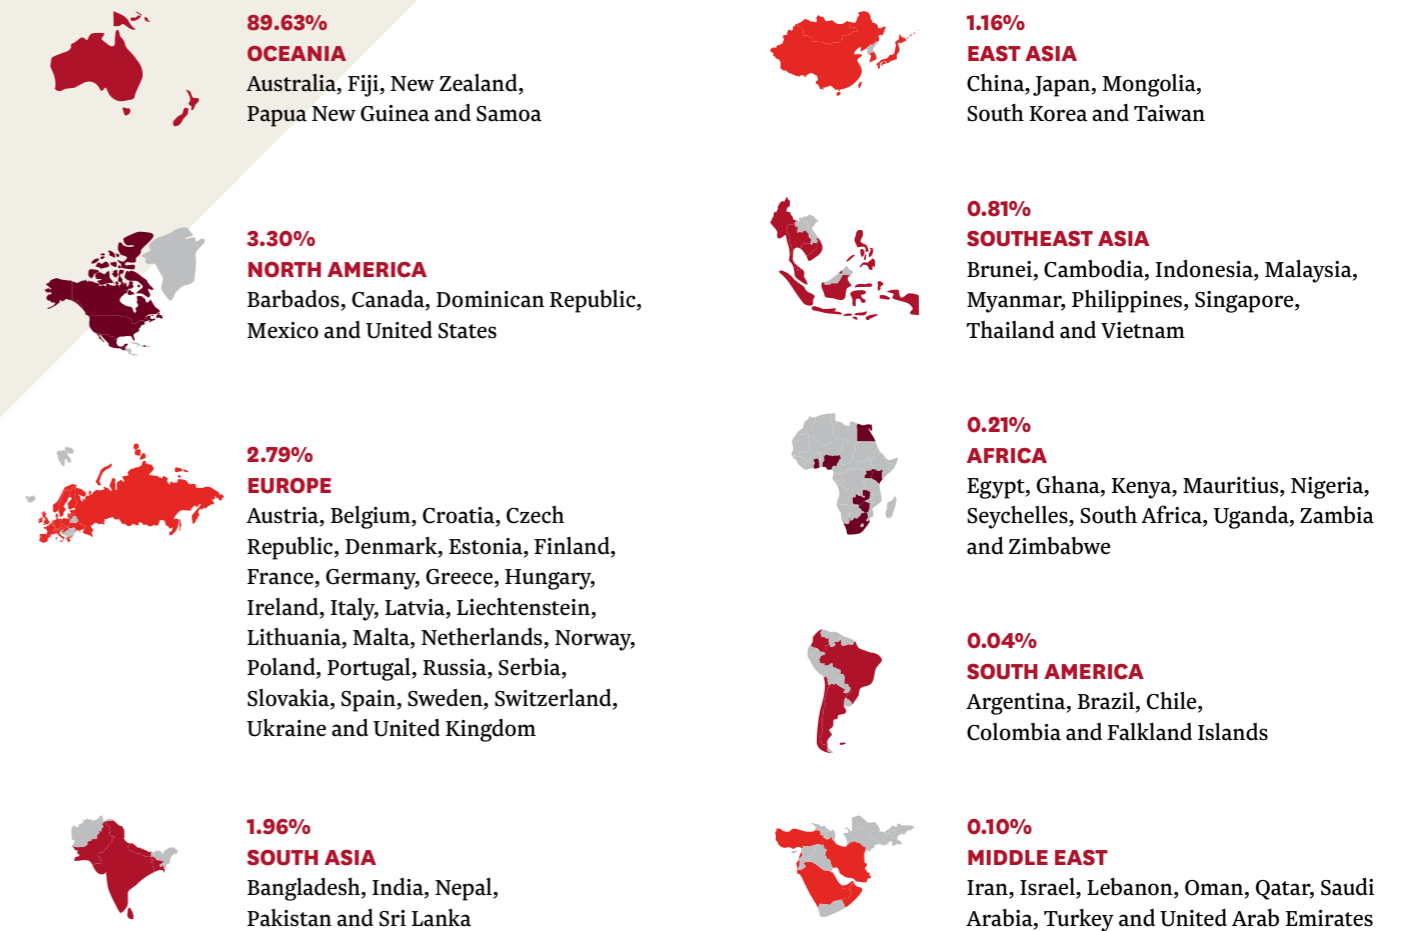 89.63%
OCEANIA
Australia, Fiji, New Zealand,
Papua New Guinea and Samoa
3.30%
NORTH AMERICA
Barbados, Canada, Dominican Republic,
Mexico and United States
2.79%
EUROPE
Austria, Belgium, Croatia, Czech
Republic, Denmark, Estonia, Finland,
France, Germany, Greece, Hungary,
Ireland, Italy, Latvia, Liechtenstein,
Lithuania, Malta, Netherlands, Norway,
Poland, Portugal, Russia, Serbia,
Slovakia, Spain, Sweden, Switzerland,
Ukraine and United Kingdom
1.96%
SOUTH ASIA
Bangladesh, India, Nepal,
Pakistan and Sri Lanka
1.16%
EAST ASIA
China, Japan, Mongolia,
South Korea and Taiwan
0.81%
SOUTHEAST ASIA
Brunei, Cambodia, Indonesia, Malaysia,
Myanmar, Philippines, Singapore,
Thailand and Vietnam
0.21%
AFRICA
Egypt, Ghana, Kenya, Mauritius, Nigeria,
Seychelles, South Africa, Uganda, Zambia
and Zimbabwe
0.04%
SOUTH AMERICA
Argentina, Brazil, Chile,
Colombia and Falkland Islands
0.10%
MIDDLE EAST
Iran, Israel, Lebanon, Oman, Qatar, Saudi
Arabia, Turkey and United Arab Emirates